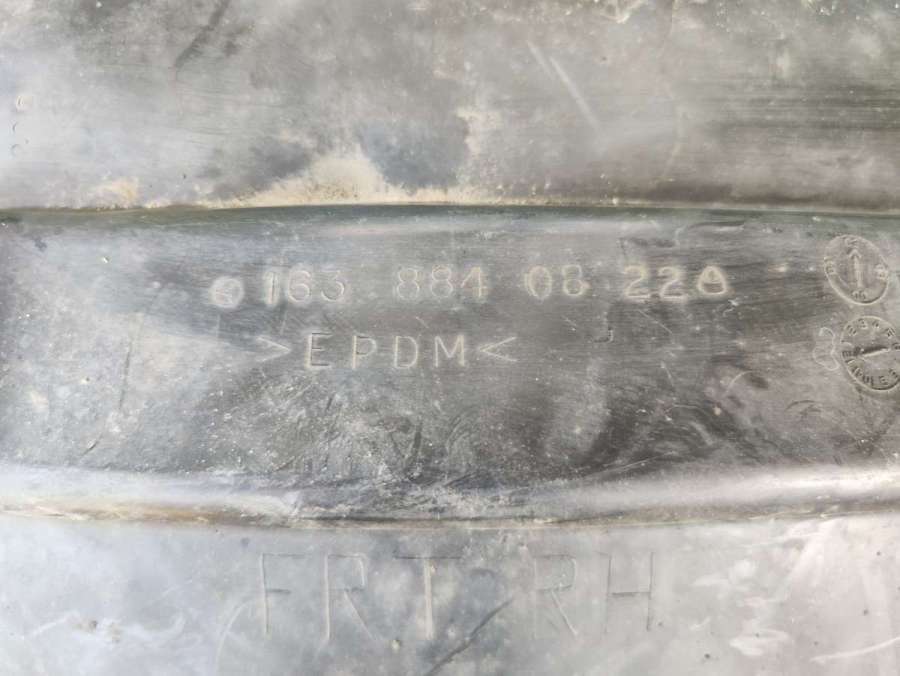 163 884 08 22
>EPDM<
FRT RH